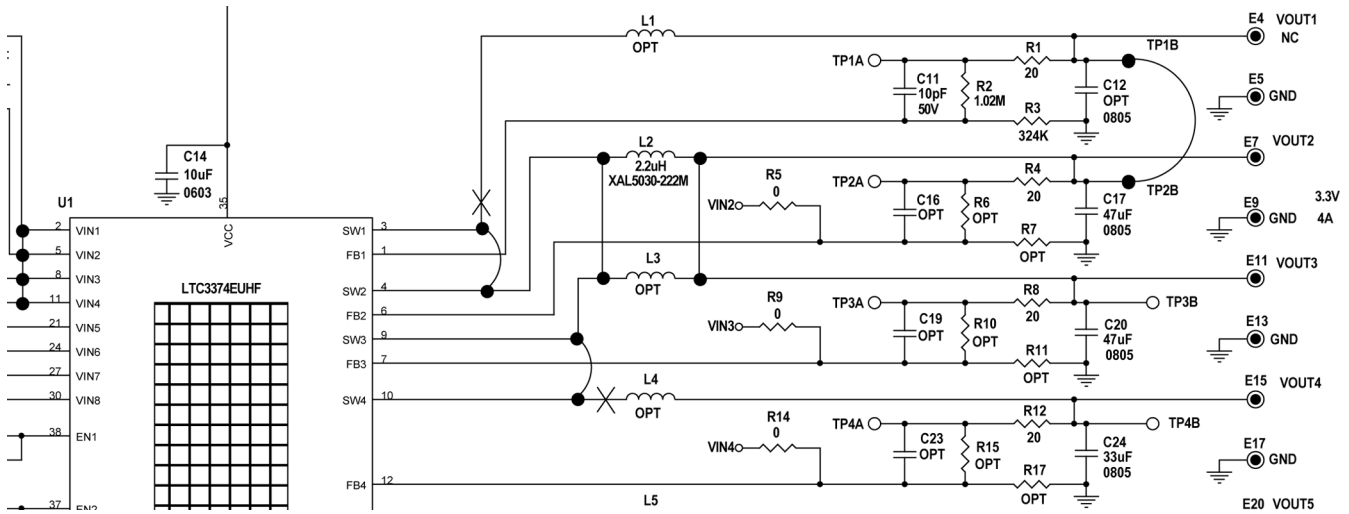 L1
OPT
E4 VOUT1
NC
TP1A
R1
20
TP1B
C11
10pF
50V
R2
1.02M
C12
OPT
0805
E5
GND
R3
324K
L2
2.2uH
XAL5030-222M
E7 VOUT2
C14
10uF
0603
R5
0
VIN2
TP2A
R4
20
TP2B
C16
OPT
R6
OPT
C17
47uF
0805
E9
GND
3.3V
4A
R7
OPT
U1
35
VCC
2 VIN1
5 VIN2
8 VIN3
11 VIN4
21 VIN5
24 VIN6
27 VIN7
30 VIN8
38 EN1
37 EN2
LTC3374EUHF
SW1 3
FB1 1
SW2 4
FB2 6
SW3 9
FB3 7
SW4 10
FB4 12
L3
OPT
E11 VOUT3
R9
0
VIN3
TP3A
R8
20
TP3B
C19
OPT
R10
OPT
C20
47uF
0805
E13
GND
R11
OPT
L4
OPT
E15 VOUT4
R14
0
VIN4
TP4A
R12
20
TP4B
C23
OPT
R15
OPT
C24
33uF
0805
E17
GND
R17
OPT
L5
E20 VOUT5